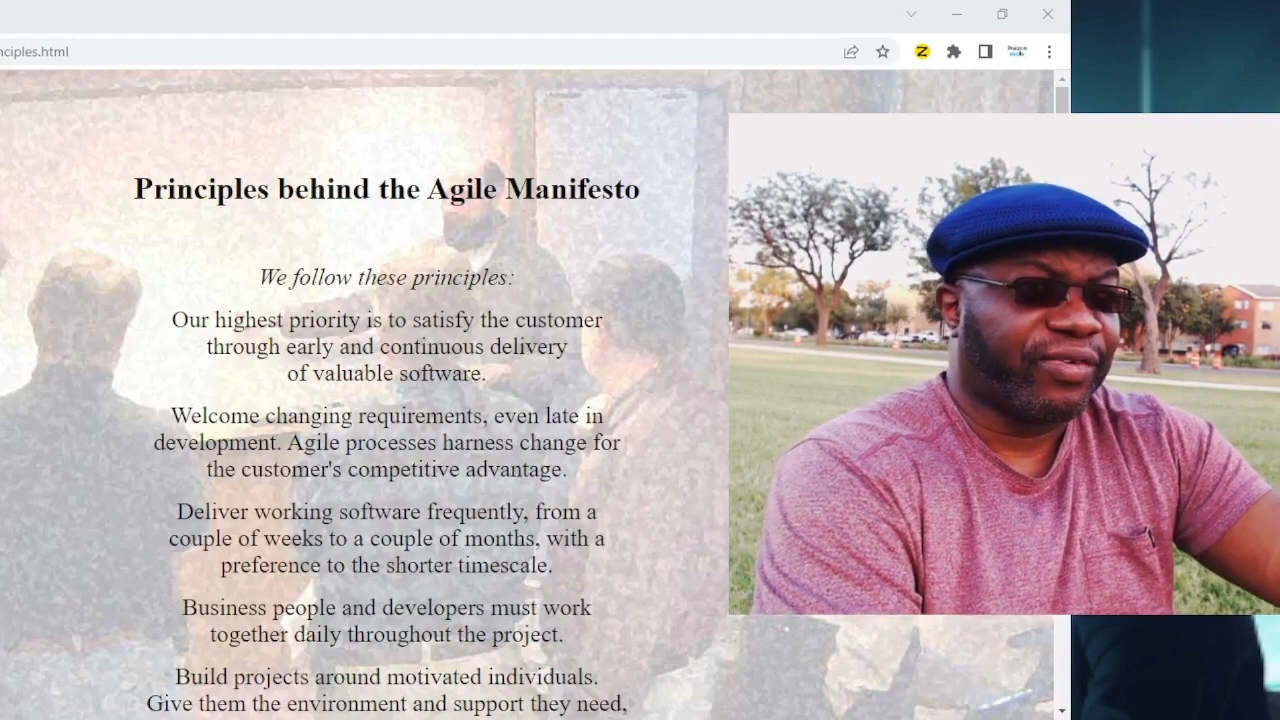 nciples.html
Principles behind the Agile Manifesto
We follow these principles:
Our highest priority is to satisfy the customer
through early and continuous delivery
of valuable software.
Welcome changing requirements, even late in
development. Agile processes harness change for
the customer's competitive advantage.
Deliver working software frequently, from a
couple of weeks to a couple of months, with a
preference to the shorter timescale.
Business people and developers must work
together daily throughout the project.
Build projects around motivated individuals.
Give them the environment and support they need,